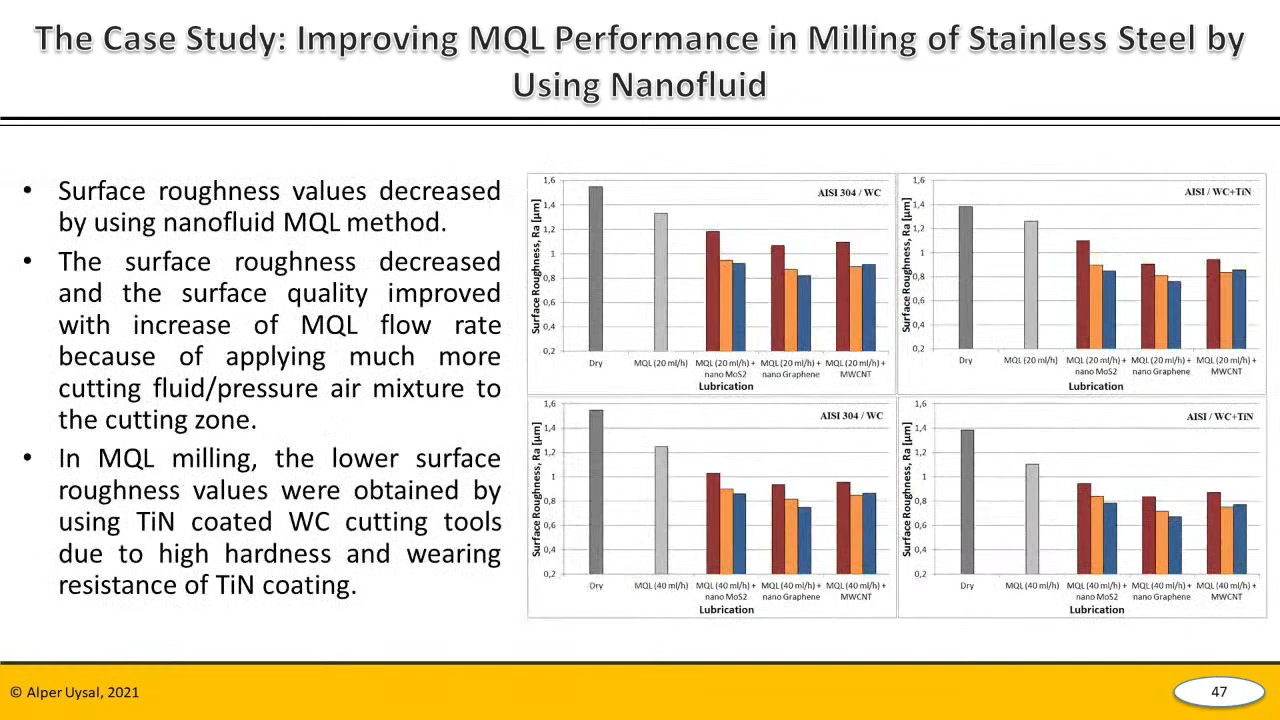 The Case Study: Improving MQL Performance in Milling of Stainless Steel by
Using Nanofluid
• Surface roughness values decreased
by using nanofluid MQL method.
• The surface roughness decreased
and the surface quality improved
with increase of MQL flow rate
because of applying much more
cutting fluid/pressure air mixture to
the cutting zone.
• In MQL milling, the lower surface
roughness values were obtained by
using TiN coated WC cutting tools
due to high hardness and wearing
resistance of TiN coating.
AISI 304 / WC
Surface Roughness, Ra [µm]
1,6
1,4
1,2
1
0,8
0,6
0,4
0,2
Dry
MQL (20 ml/h)
MQL (20 ml/h) +
nano MoS2
MQL (20 ml/h) +
nano Graphene
MQL (20 ml/h) +
MWCNT
Lubrication
AISI / WC+TiN
Surface Roughness, Ra [µm]
1,6
1,4
1,2
1
0,8
0,6
0,4
0,2
Dry
MQL (20 ml/h)
MQL (20 ml/h) +
nano MoS2
MQL (20 ml/h) +
nano Graphene
MQL (20 ml/h) +
MWCNT
Lubrication
AISI 304 / WC
Surface Roughness, Ra [µm]
1,6
1,4
1,2
1
0,8
0,6
0,4
0,2
Dry
MQL (40 ml/h)
MQL (40 ml/h) +
nano MoS2
MQL (40 ml/h) +
nano Graphene
MQL (40 ml/h) +
MWCNT
Lubrication
AISI / WC+TiN
Surface Roughness, Ra [µm]
1,6
1,4
1,2
1
0,8
0,6
0,4
0,2
Dry
MQL (40 ml/h)
MQL (40 ml/h) +
nano MoS2
MQL (40 ml/h) +
nano Graphene
MQL (40 ml/h) +
MWCNT
Lubrication
© Alper Uysal, 2021
47